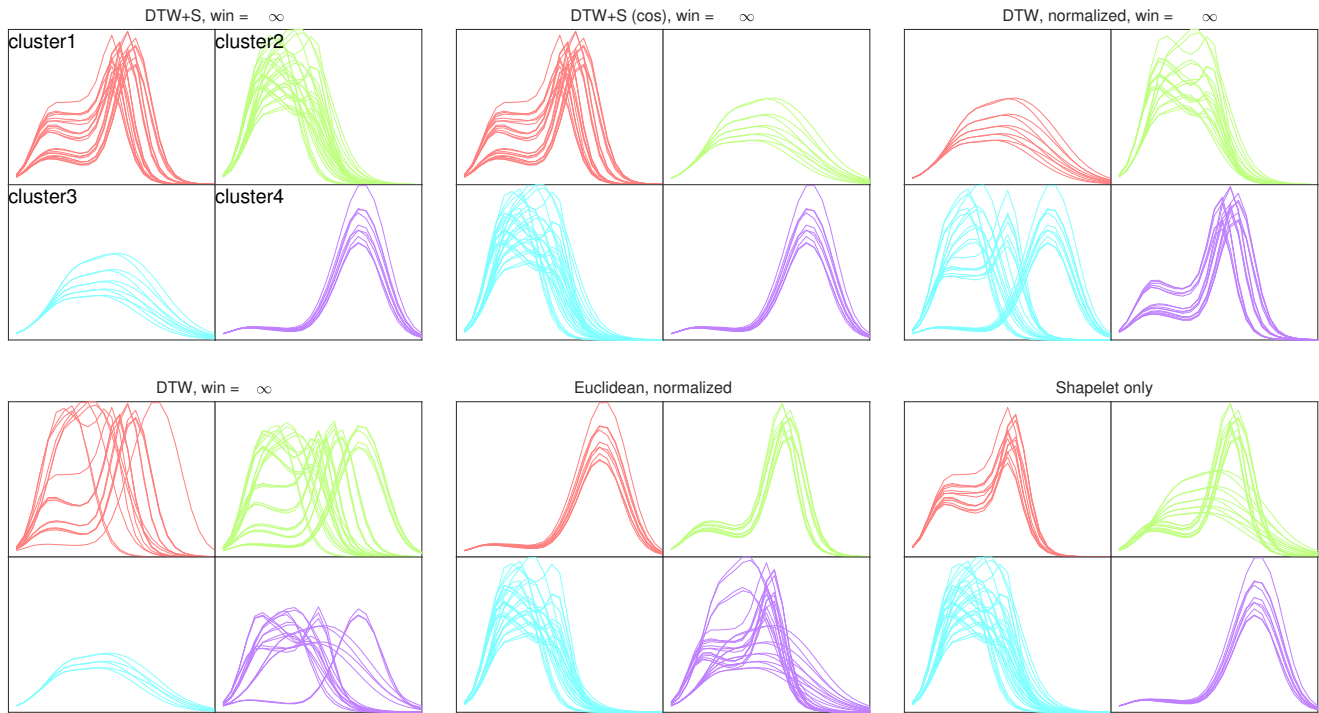 DTW+S, win = ∞
DTW+S (cos), win = ∞
DTW, normalized, win = ∞
cluster1
cluster2
cluster3
cluster4
DTW, win = ∞
Euclidean, normalized
Shapelet only